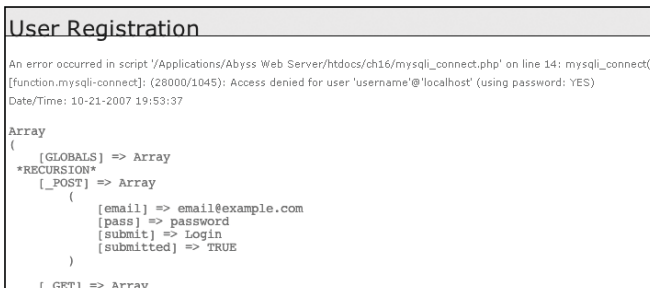 User Registration
An error occurred in script '/Applications/Abyss Web Server/htdocs/ch16/mysqli_connect.php' on line 14: mysqli_connect(
[function.mysqli-connect]: (28000/1045): Access denied for user 'username'@'localhost' (using password: YES)
Date/Time: 10-21-2007 19:53:37
Array
(
[GLOBALS] => Array
*RECURSION*
[_POST] => Array
(
[email] => email@example.com
[pass] => password
[submit] => Login
[submitted] => TRUE
)
[_GET] => Array